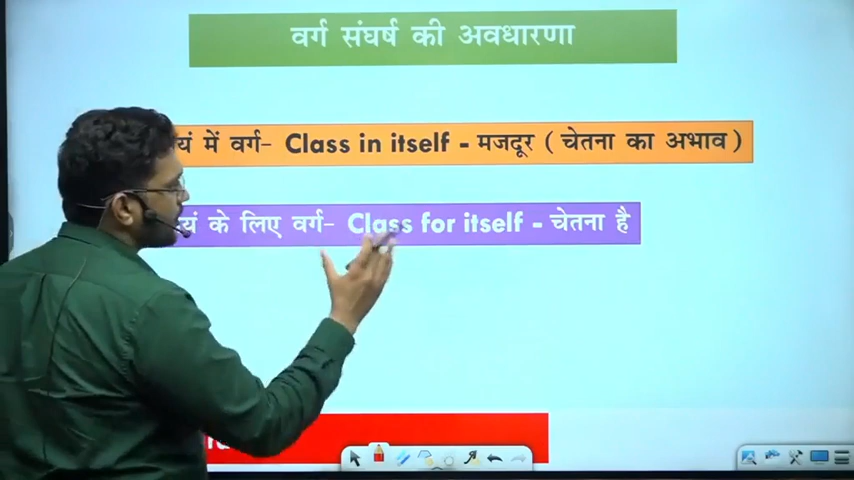 वर्ग संघर्ष की अवधारणा
में वर्ग- Class in itself - मजदूर ( चेतना का अभाव )
के लिए वर्ग- Class for itself - चेतना है